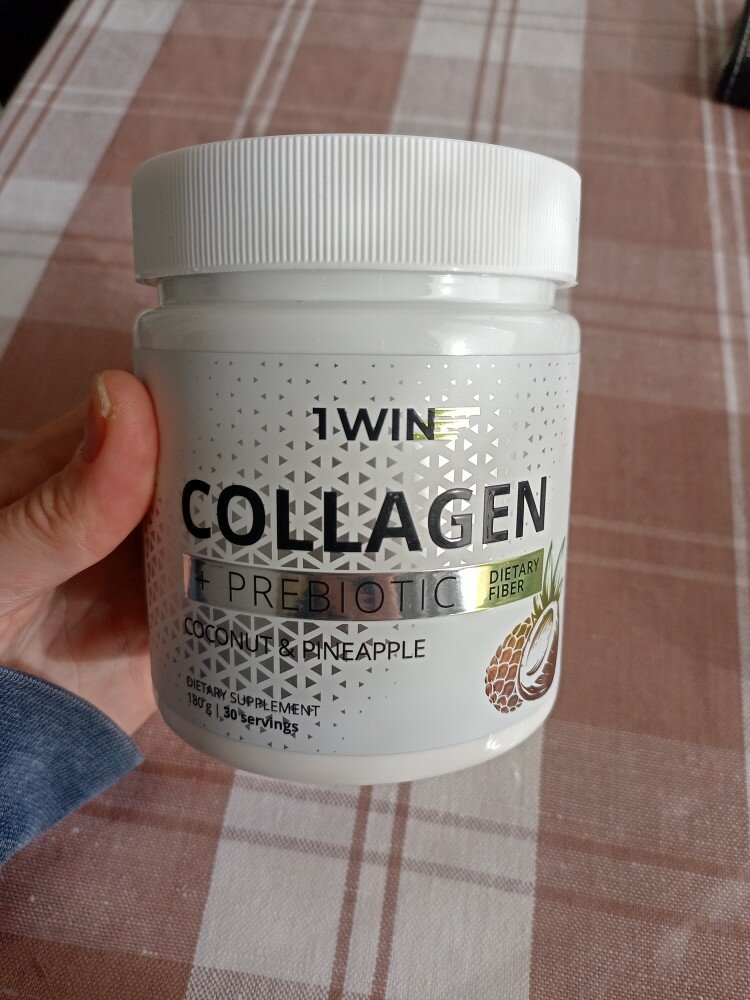 1WIN
COLLAGEN
+ PREBIOTIC
DIETARY
FIBER
COCONUT & PINEAPPLE
DIETARY SUPPLEMENT
180 g | 30 servings